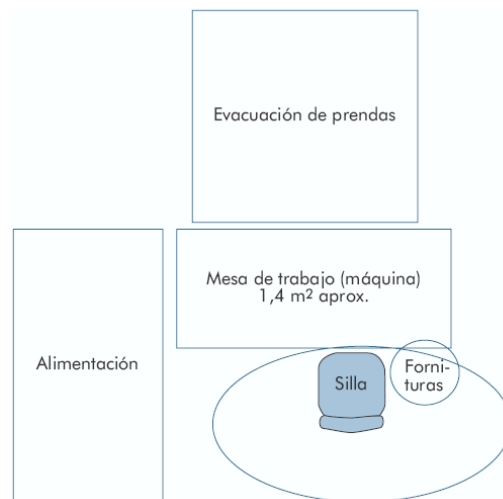 Evacuación de prendas
Mesa de trabajo (máquina)
1,4 m² aprox.
Alimentación
Silla
Forni-
turas